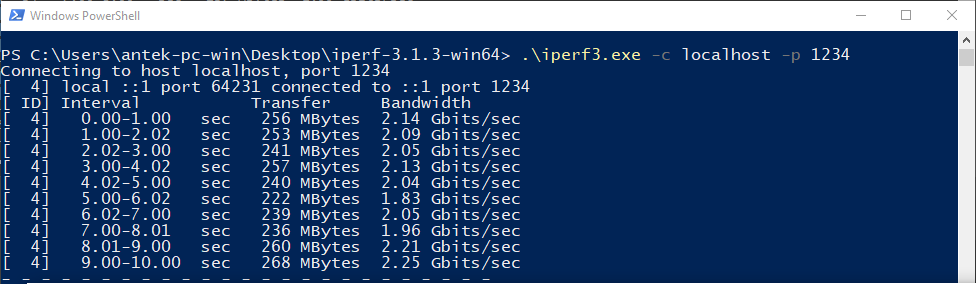 Windows PowerShell
PS C:\Users\antek-pc-win\Desktop\iperf-3.1.3-win64> .\iperf3.exe -c localhost -p 1234
Connecting to host localhost, port 1234
[  4] local ::1 port 64231 connected to ::1 port 1234
[ ID] Interval           Transfer     Bandwidth
[  4]   0.00-1.00   sec   256 MBytes  2.14 Gbits/sec
[  4]   1.00-2.02   sec   253 MBytes  2.09 Gbits/sec
[  4]   2.02-3.00   sec   241 MBytes  2.05 Gbits/sec
[  4]   3.00-4.02   sec   257 MBytes  2.13 Gbits/sec
[  4]   4.02-5.00   sec   240 MBytes  2.04 Gbits/sec
[  4]   5.00-6.02   sec   222 MBytes  1.83 Gbits/sec
[  4]   6.02-7.00   sec   239 MBytes  2.05 Gbits/sec
[  4]   7.00-8.01   sec   236 MBytes  1.96 Gbits/sec
[  4]   8.01-9.00   sec   260 MBytes  2.21 Gbits/sec
[  4]   9.00-10.00  sec   268 MBytes  2.25 Gbits/sec
- - - - - - - - - - - - - - - - - - - - - - - - -